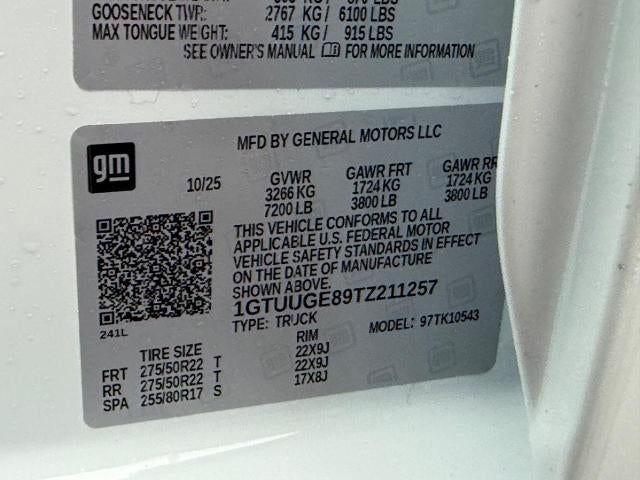 GOOSENECK TWR: 2767 KG / 6100 LBS
MAX TONGUE WEIGHT: 415 KG / 915 LBS
SEE OWNER'S MANUAL FOR MORE INFORMATION
gm
MFD BY GENERAL MOTORS LLC
10/25 GVWR GAWR FRT GAWR RR
3266 KG 1724 KG 1724 KG
7200 LB 3800 LB 3800 LB
THIS VEHICLE CONFORMS TO ALL
APPLICABLE U.S. FEDERAL MOTOR
VEHICLE SAFETY STANDARDS IN EFFECT
ON THE DATE OF MANUFACTURE
SHOWN ABOVE.
1GTUUGE89TZ211257
241L
TYPE: TRUCK MODEL: 97TK10543
TIRE SIZE RIM
FRT 275/50R22 T 22X9J
RR 275/50R22 T 22X9J
SPA 255/80R17 S 17X8J